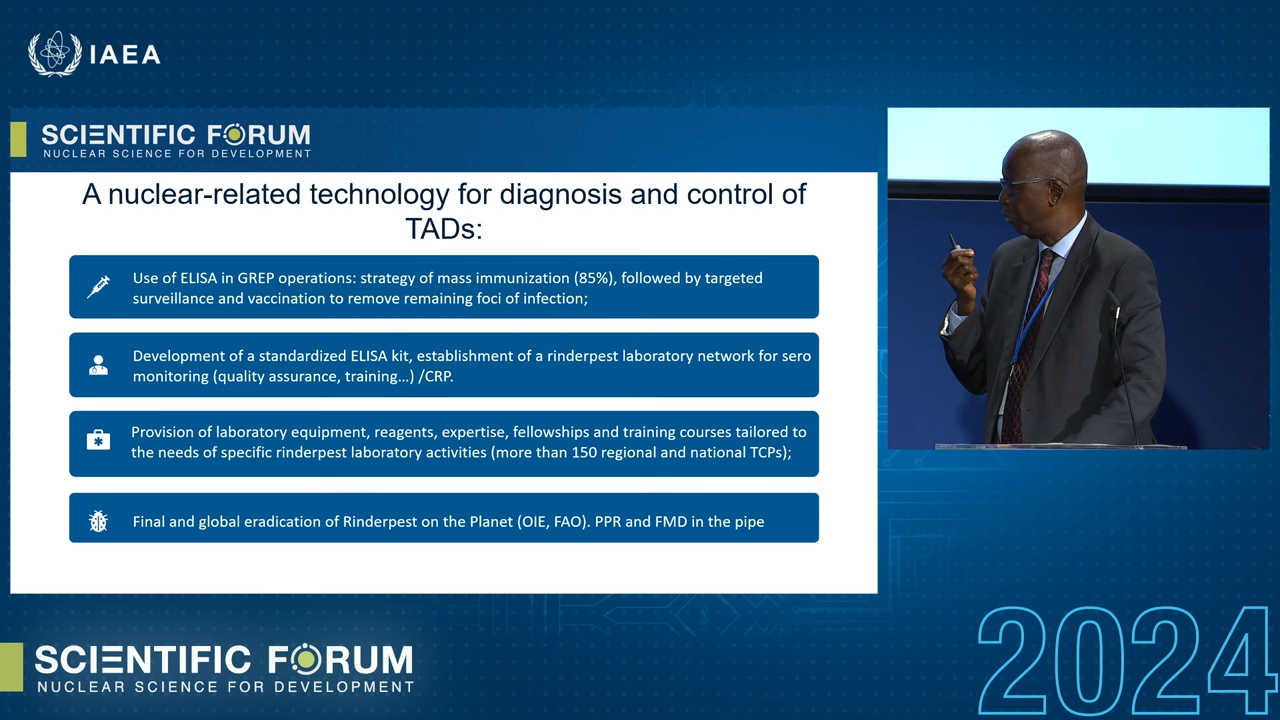 IAEA
SCIENTIFIC FORUM
NUCLEAR SCIENCE FOR DEVELOPMENT
A nuclear-related technology for diagnosis and control of
TADs:
Use of ELISA in GREP operations: strategy of mass immunization (85%), followed by targeted
surveillance and vaccination to remove remaining foci of infection;
Development of a standardized ELISA kit, establishment of a rinderpest laboratory network for sero
monitoring (quality assurance, training...) /CRP.
Provision of laboratory equipment, reagents, expertise, fellowships and training courses tailored to
the needs of specific rinderpest laboratory activities (more than 150 regional and national TCPs);
Final and global eradication of Rinderpest on the Planet (OIE, FAO). PPR and FMD in the pipe
SCIENTIFIC FORUM
NUCLEAR SCIENCE FOR DEVELOPMENT
2024